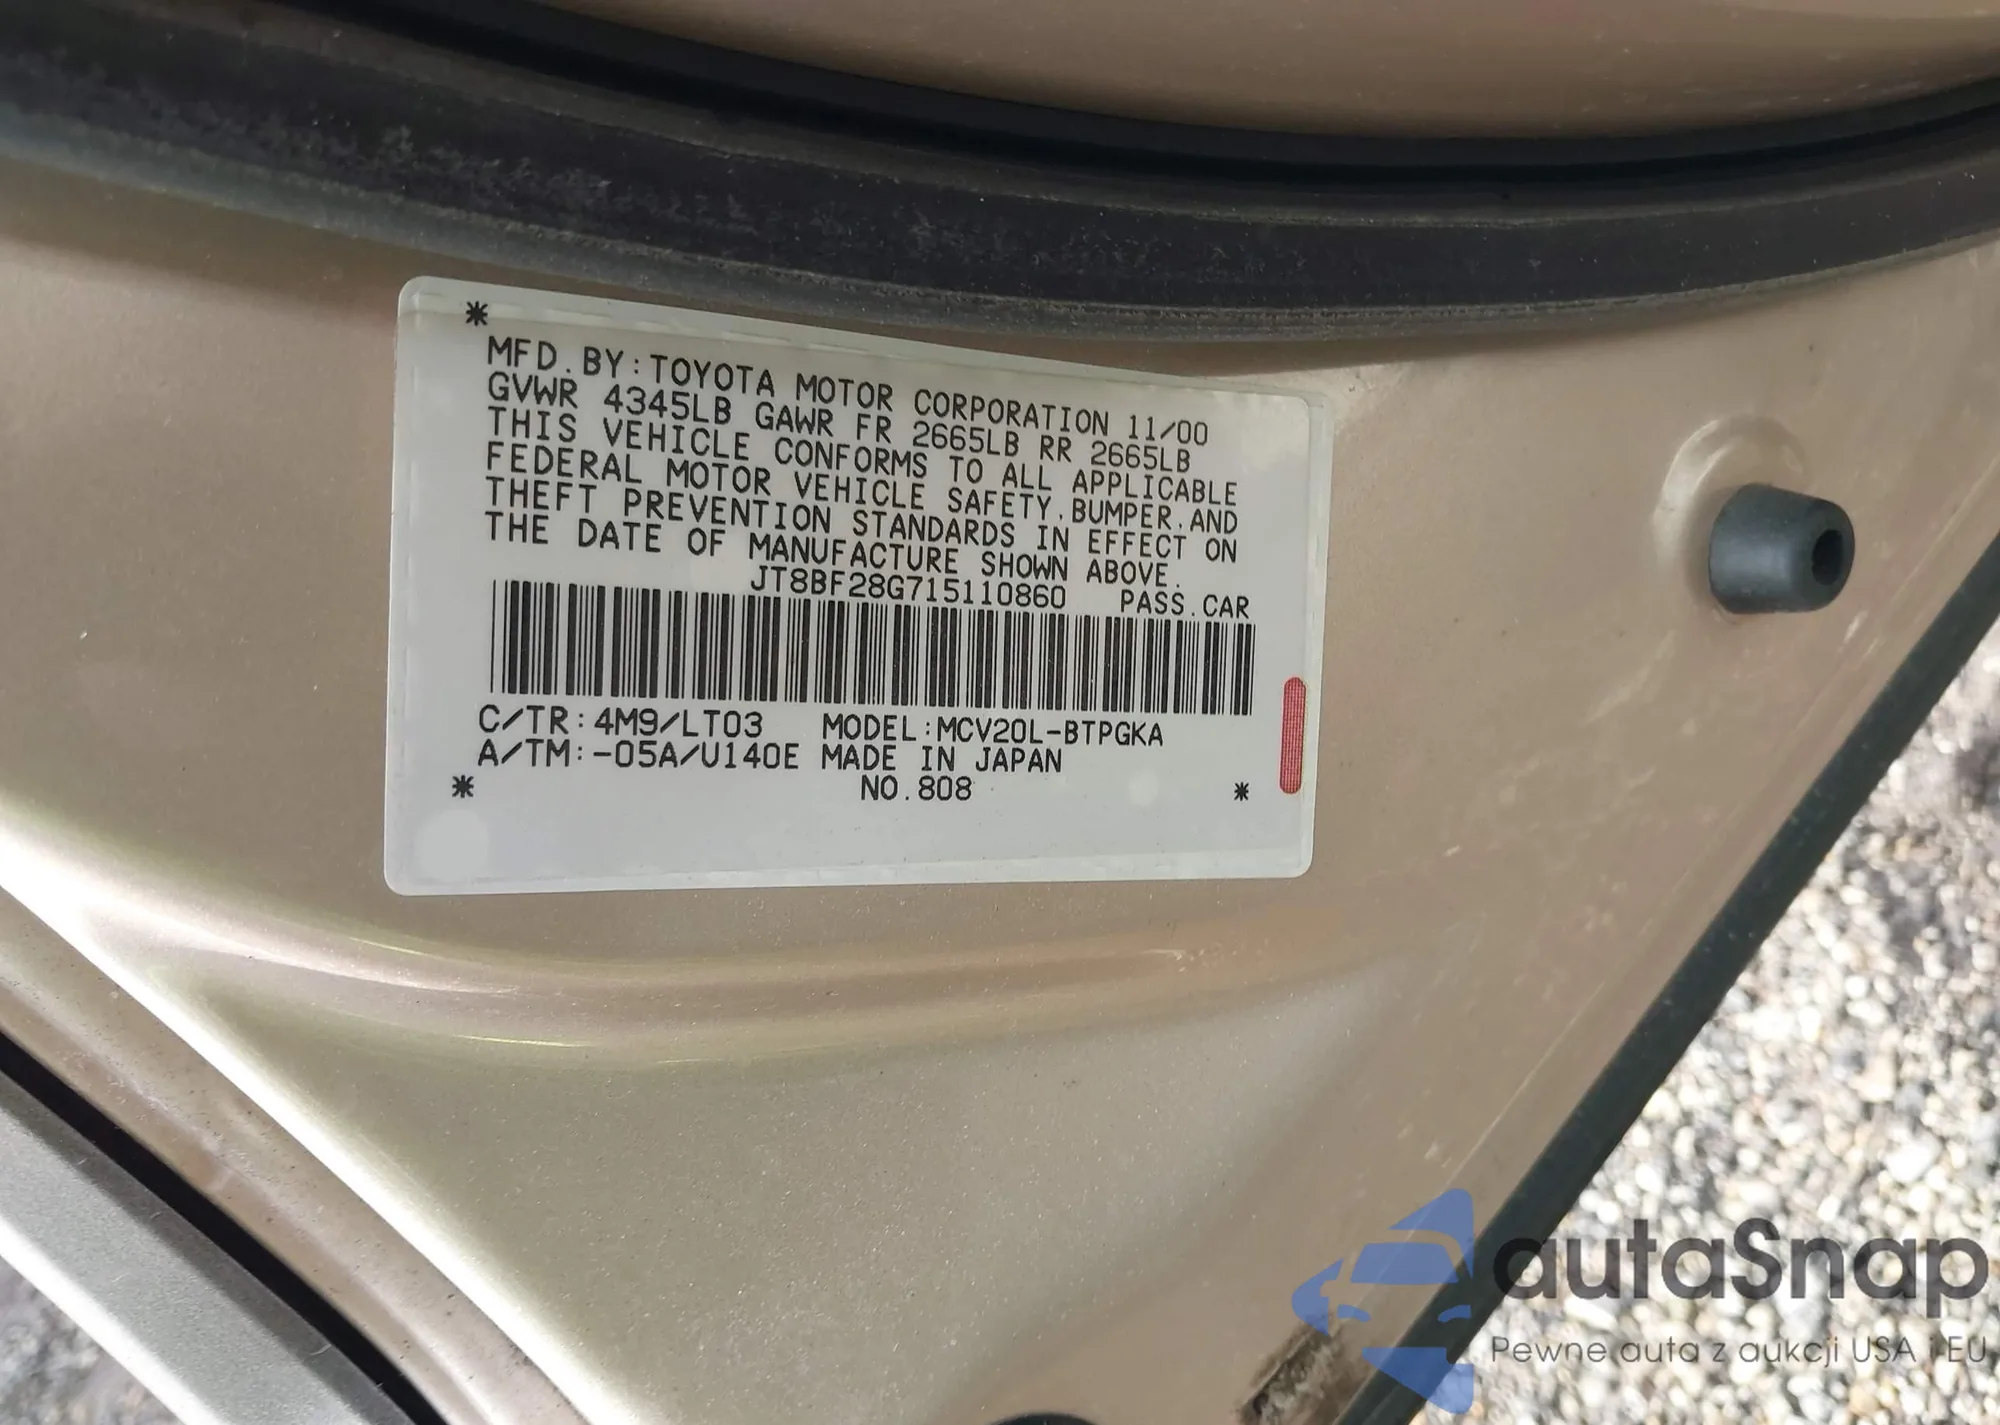 *
MFD. BY: TOYOTA MOTOR CORPORATION 11/00
GVWR 4345LB GAWR FR 2665LB RR 2665LB
THIS VEHICLE CONFORMS TO ALL APPLICABLE
FEDERAL MOTOR VEHICLE SAFETY, BUMPER, AND
THEFT PREVENTION STANDARDS IN EFFECT ON
THE DATE OF MANUFACTURE SHOWN ABOVE.
JT8BF28G715110860 PASS. CAR
C/TR: 4M9/LT03 MODEL: MCV20L-BTPGKA
A/TM: -05A/U140E MADE IN JAPAN
* NO. 808 *
autaSnap
Pewne auta z aukcji USA i EU